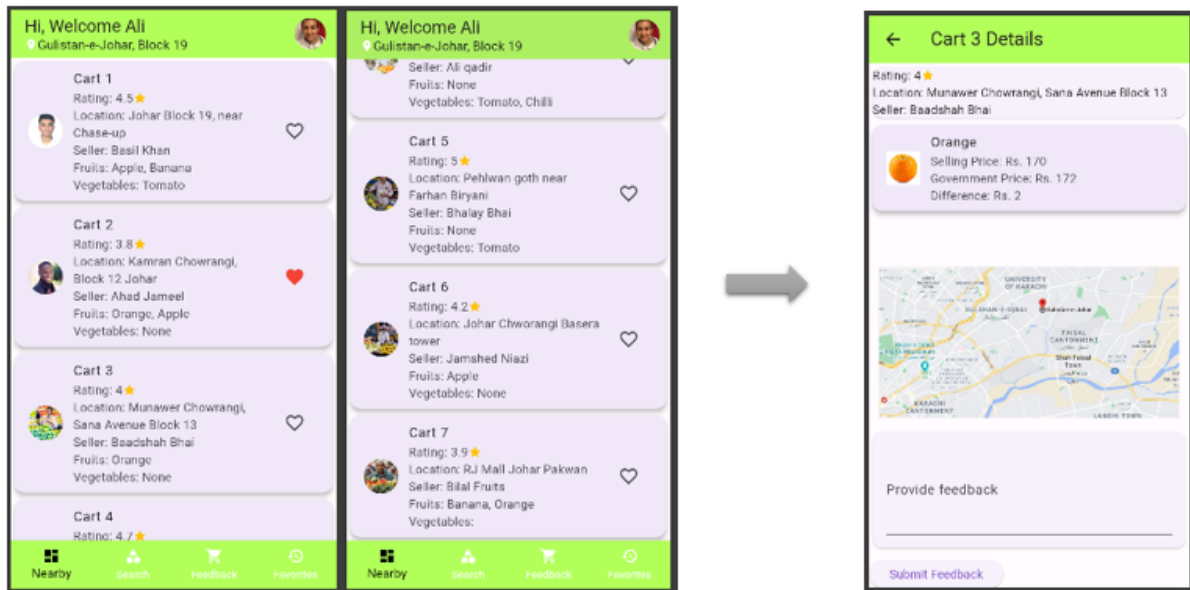 Hi, Welcome Ali
Gulistan-e-Johar, Block 19
Cart 1
Rating: 4.5
Location: Johar Block 19, near
Chase-up
Seller: Basil Khan
Fruits: Apple, Banana
Vegetables: Tomato
Cart 2
Rating: 3.8
Location: Kamran Chowrangi,
Block 12 Johar
Seller: Ahad Jameel
Fruits: Orange, Apple
Vegetables: None
Cart 3
Rating: 4
Location: Munawer Chowrangi,
Sana Avenue Block 13
Seller: Baadshah Bhai
Fruits: Orange
Vegetables: None
Cart 4
Rating: 4.7
Nearby
Search
Feedback
Favorites
Hi, Welcome Ali
Gulistan-e-Johar, Block 19
Seller: Ali qadir
Fruits: None
Vegetables: Tomato, Chilli
Cart 5
Rating: 5
Location: Pehlwan goth near
Farhan Biryani
Seller: Bhalay Bhai
Fruits: None
Vegetables: Tomato
Cart 6
Rating: 4.2
Location: Johar Chworangi Basera
tower
Seller: Jamshed Niazi
Fruits: Apple
Vegetables: None
Cart 7
Rating: 3.9
Location: RJ Mall Johar Pakwan
Seller: Bilal Fruits
Fruits: Banana, Orange
Vegetables:
Nearby
Search
Feedback
Favorites
Cart 3 Details
Rating: 4
Location: Munawer Chowrangi, Sana Avenue Block 13
Seller: Baadshah Bhai
Orange
Selling Price: Rs. 170
Government Price: Rs. 172
Difference: Rs. 2
UNIVERSITY
OF KARACHI
GULSHAN-E-IQBAL
Gulistan-e-Johar
FAISAL
CANTONMENT
Shah Faisal
Town
KARACHI
CANTONMENT
LANDHI TOWN
Provide feedback
Submit Feedback